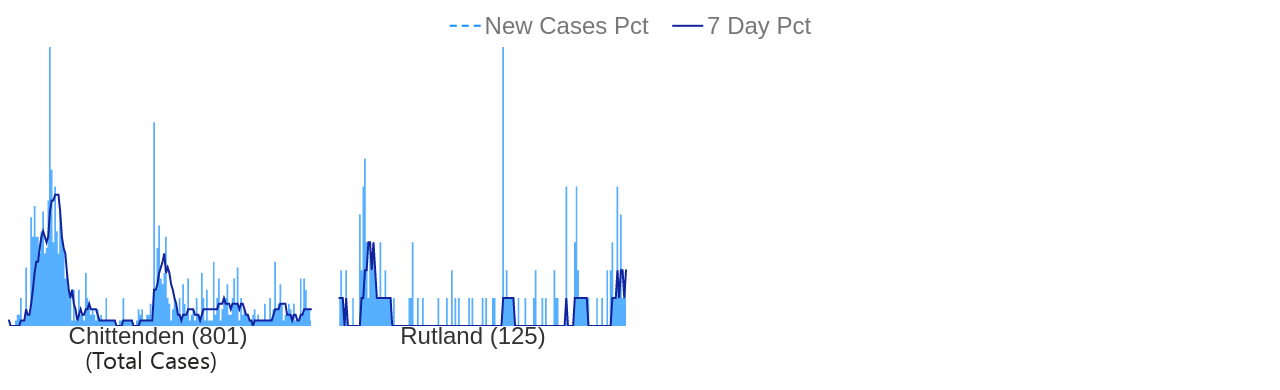 New Cases Pct 7 Day Pct
Chittenden (801) Rutland (125)
(Total Cases)